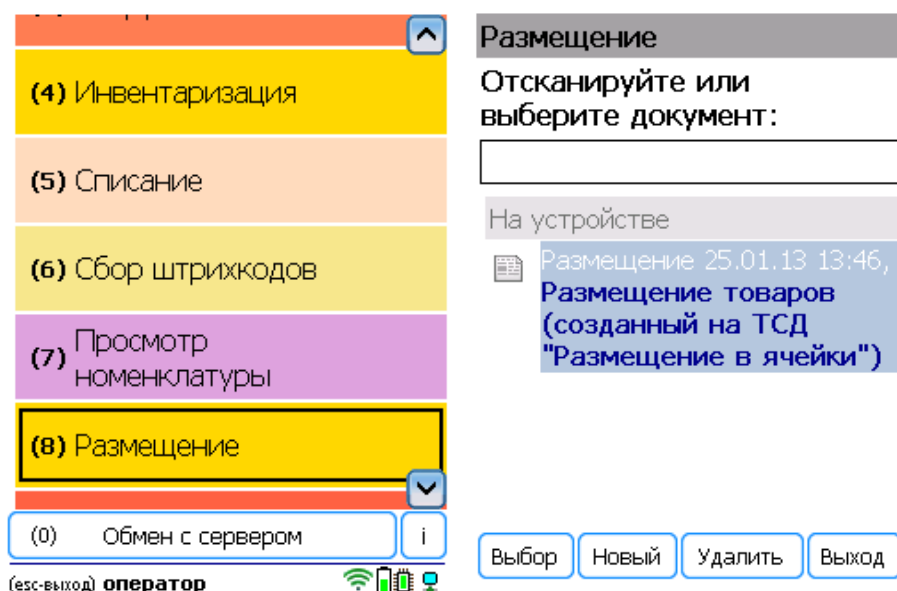 (4) Инвентаризация
(5) Списание
(6) Сбор штрихкодов
(7) Просмотр
номенклатуры
(8) Размещение
(0) Обмен с сервером
i
(esc-выход) оператор
Размещение
Отсканируйте или
выберите документ:
На устройстве
Размещение 25.01.13 13:46,
Размещение товаров
(созданный на ТСД
"Размещение в ячейки")
Выбор Новый Удалить Выход